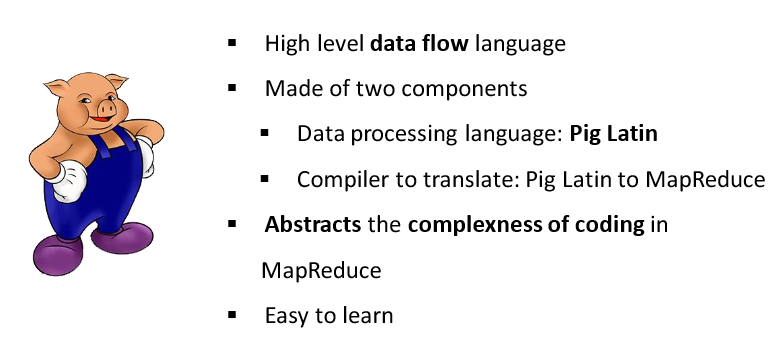 ▪ High level data flow language
▪ Made of two components
▪ Data processing language: Pig Latin
▪ Compiler to translate: Pig Latin to MapReduce
▪ Abstracts the complexness of coding in
MapReduce
▪ Easy to learn